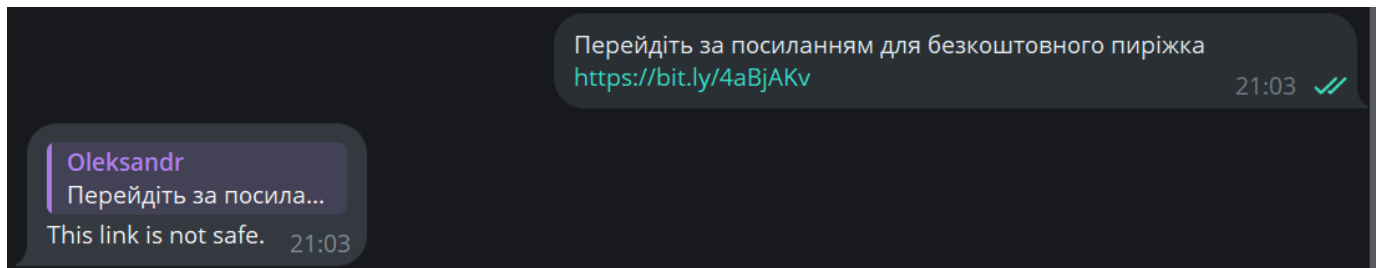 Перейдіть за посиланням для безкоштовного пиріжка
https://bit.ly/4aBjAKv
21:03
Oleksandr
Перейдіть за посила...
This link is not safe.
21:03